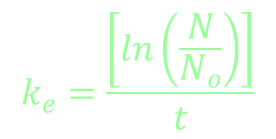 k_e = [ln(N/N_o)]/t